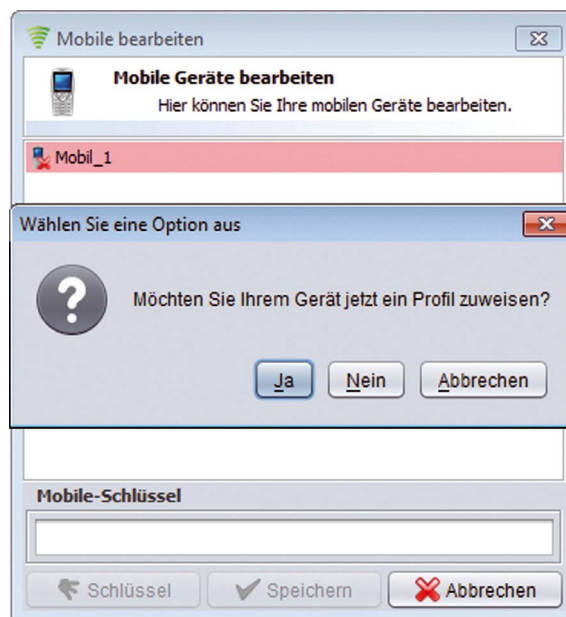 Mobile bearbeiten
Mobile Geräte bearbeiten
Hier können Sie Ihre mobilen Geräte bearbeiten.
Mobil_1
Wählen Sie eine Option aus
Möchten Sie Ihrem Gerät jetzt ein Profil zuweisen?
Ja Nein Abbrechen
Mobile-Schlüssel
Schlüssel Speichern Abbrechen